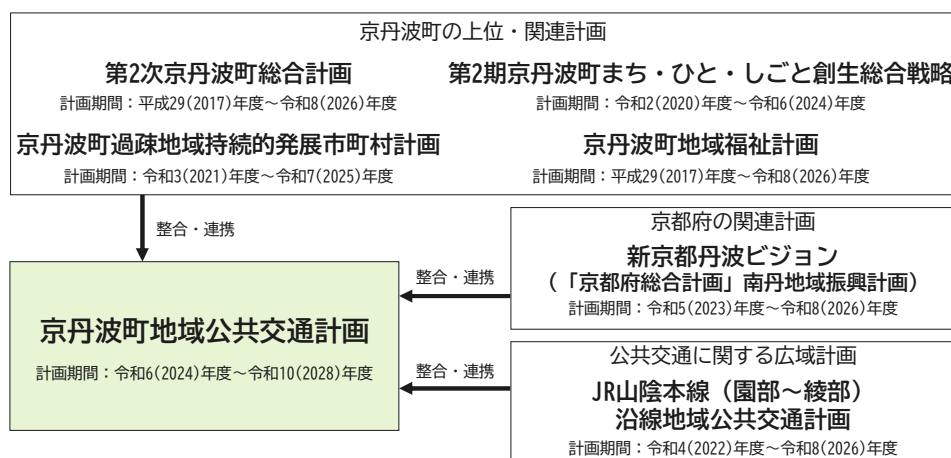 京丹波町の上位・関連計画
第2次京丹波町総合計画
計画期間：平成29(2017)年度～令和8(2026)年度
第2期京丹波町まち・ひと・しごと創生総合戦略
計画期間：令和2(2020)年度～令和6(2024)年度
京丹波町過疎地域持続的発展市町村計画
計画期間：令和3(2021)年度～令和7(2025)年度
京丹波町地域福祉計画
計画期間：平成29(2017)年度～令和8(2026)年度
整合・連携
京都府の関連計画
新京都丹波ビジョン
（「京都府総合計画」南丹地域振興計画）
計画期間：令和5(2023)年度～令和8(2026)年度
整合・連携
京丹波町地域公共交通計画
計画期間：令和6(2024)年度～令和10(2028)年度
公共交通に関する広域計画
JR山陰本線（園部～綾部）
沿線地域公共交通計画
計画期間：令和4(2022)年度～令和8(2026)年度
整合・連携